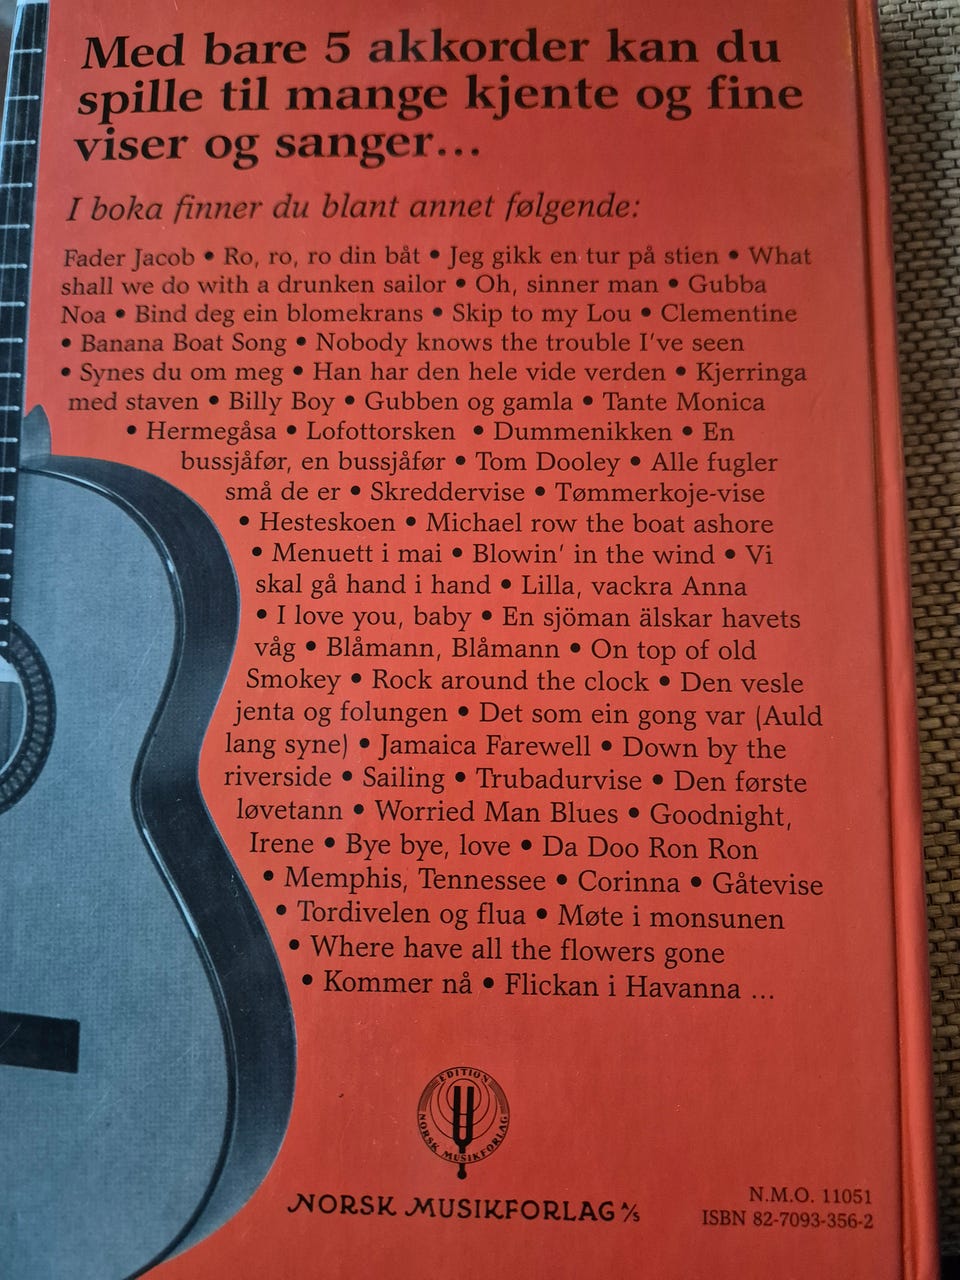 Med bare 5 akkorder kan du
spille til mange kjente og fine
viser og sanger...
I boka finner du blant annet følgende:
Fader Jacob • Ro, ro, ro din båt • Jeg gikk en tur på stien • What
shall we do with a drunken sailor • Oh, sinner man • Gubba
Noa • Bind deg ein blomekrans • Skip to my Lou • Clementine
• Banana Boat Song • Nobody knows the trouble I've seen
• Synes du om meg • Han har den hele vide verden • Kjerringa
med staven • Billy Boy • Gubben og gamla • Tante Monica
• Hermegåsa • Lofottorsken • Dummenikken • En
bussjåfør, en bussjåfør • Tom Dooley • Alle fugler
små de er • Skreddervise • Tømmerkoje-vise
• Hesteskoen • Michael row the boat ashore
• Menuett i mai • Blowin' in the wind • Vi
skal gå hand i hand • Lilla, vackra Anna
• I love you, baby • En sjöman älskar havets
våg • Blåmann, Blåmann • On top of old
Smokey • Rock around the clock • Den vesle
jenta og folungen • Det som ein gong var (Auld
lang syne) • Jamaica Farewell • Down by the
riverside • Sailing • Trubadurvise • Den første
løvetann • Worried Man Blues • Goodnight,
Irene • Bye bye, love • Da Doo Ron Ron
• Memphis, Tennessee • Corinna • Gåtevise
• Tordivelen og flua • Møte i monsunen
• Where have all the flowers gone
• Kommer nå • Flickan i Havanna ...
EDITION
NORSK MUSIKFORLAG
NORSK MUSIKFORLAG A/S
N.M.O. 11051
ISBN 82-7093-356-2